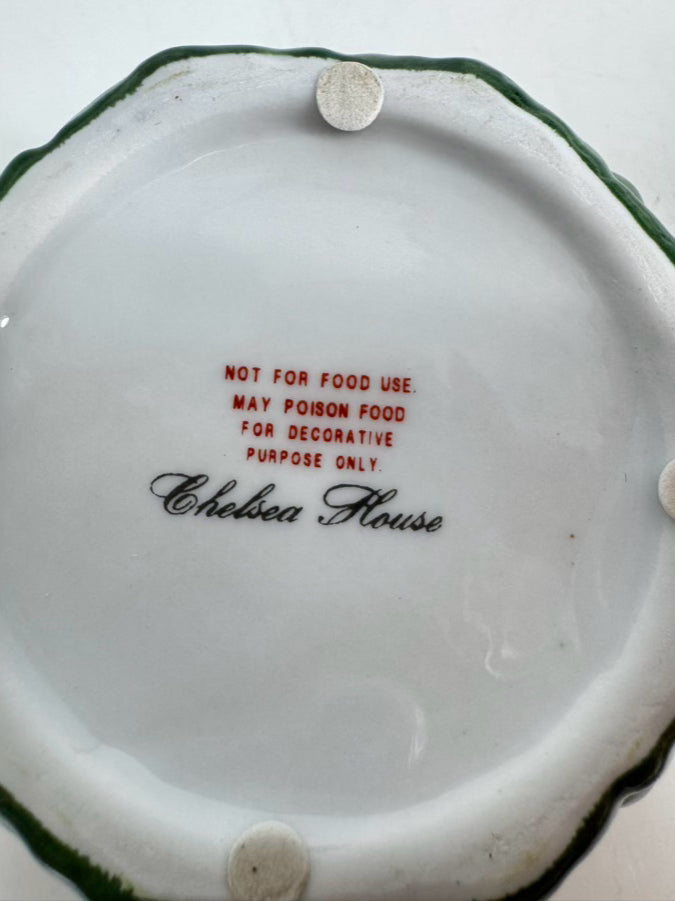 NOT FOR FOOD USE.
MAY POISON FOOD
FOR DECORATIVE
PURPOSE ONLY.
Chelsea House